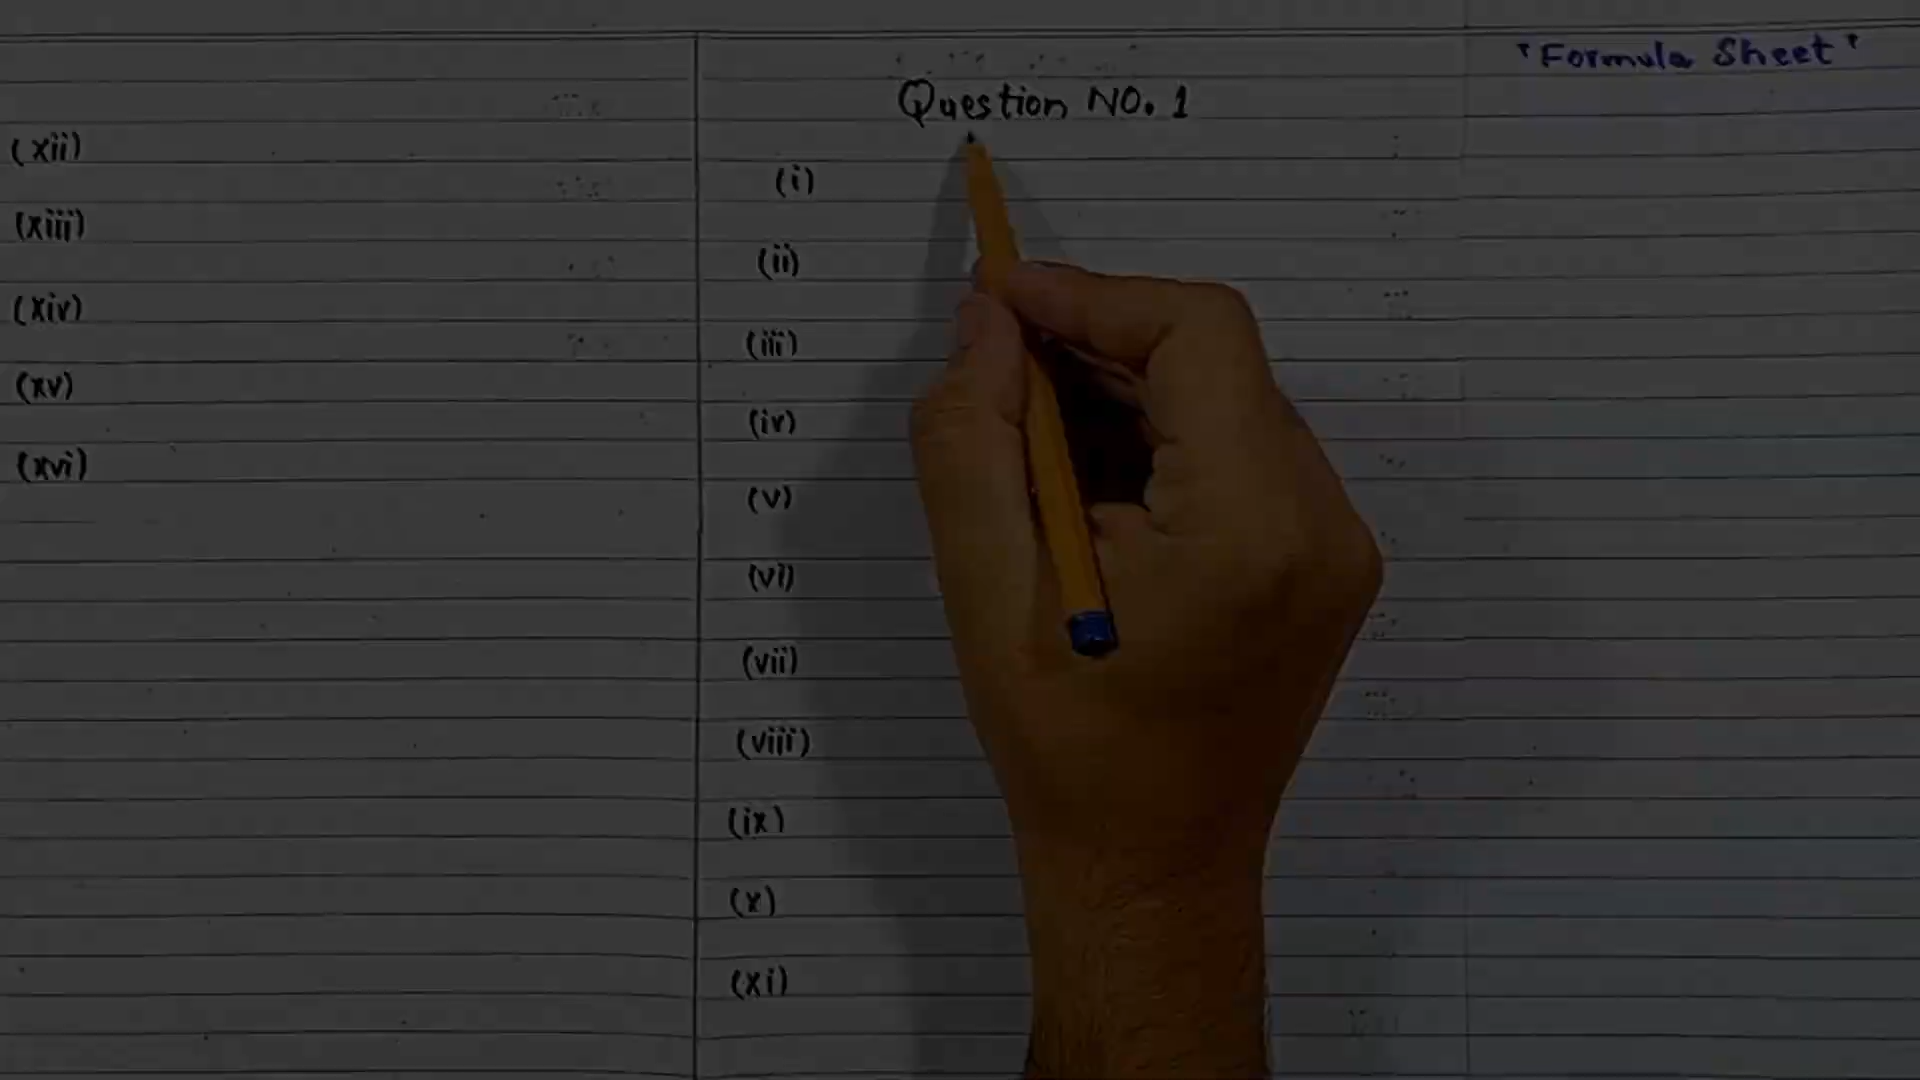 "Formula Sheet"
Question NO. 1
(i)
(ii)
(iii)
(iv)
(v)
(vi)
(vii)
(viii)
(ix)
(x)
(xi)
(xii)
(xiii)
(xiv)
(xv)
(xvi)